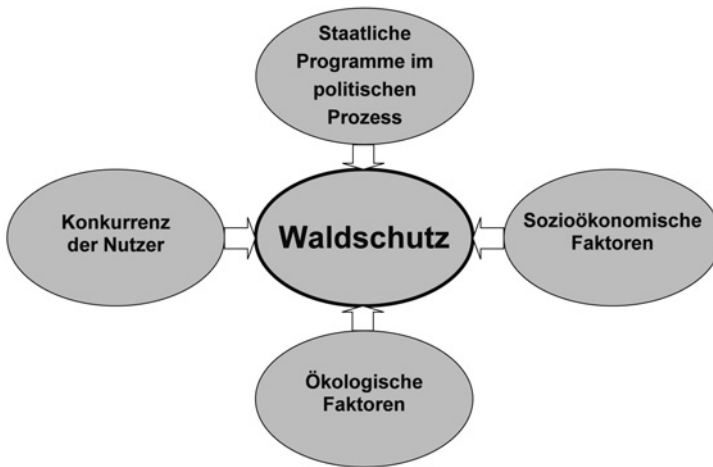 Staatliche
Programme im
politischen
Prozess
Konkurrenz
der Nutzer
Waldschutz
Sozioökonomische
Faktoren
Ökologische
Faktoren